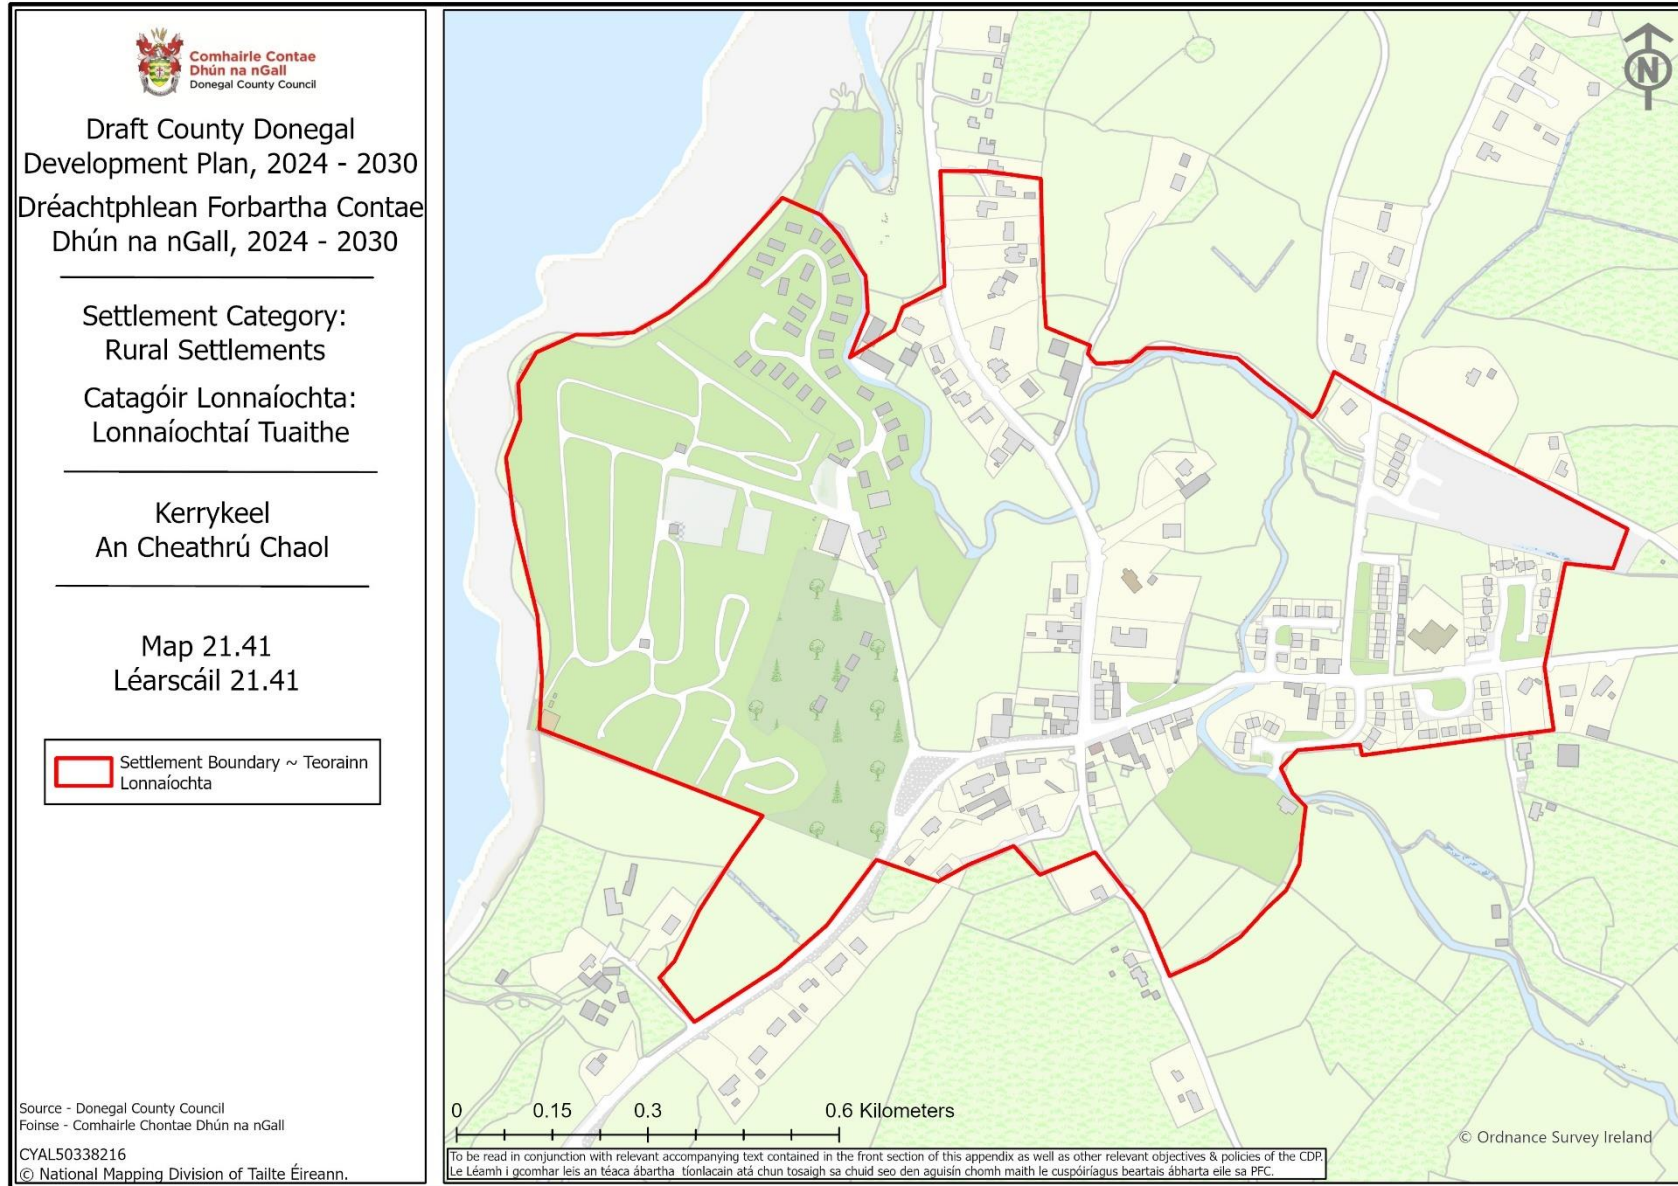 Comhairle Contae
Dhún na nGall
Donegal County Council
Draft County Donegal
Development Plan, 2024 - 2030
Dréachtphlean Forbartha Contae
Dhún na nGall, 2024 - 2030
Settlement Category:
Rural Settlements
Catagóir Lonnaíochta:
Lonnaíochtaí Tuaithe
Kerrykeel
An Cheathrú Chaol
Map 21.41
Léarscáil 21.41
Settlement Boundary ~ Teorainn
Lonnaíochta
Source - Donegal County Council
Foinse - Comhairle Chontae Dhún na nGall
CYAL50338216
© National Mapping Division of Tailte Éireann.
N
0 0.15 0.3 0.6 Kilometers
© Ordnance Survey Ireland
To be read in conjunction with relevant accompanying text contained in the front section of this appendix as well as other relevant objectives & policies of the CDP.
Le Léamh i gcomhar leis an téaca ábartha tíonlacain atá chun tosaigh sa chuid seo den aguisín chomh maith le cuspóiríagus beartais ábharta eile sa PFC.